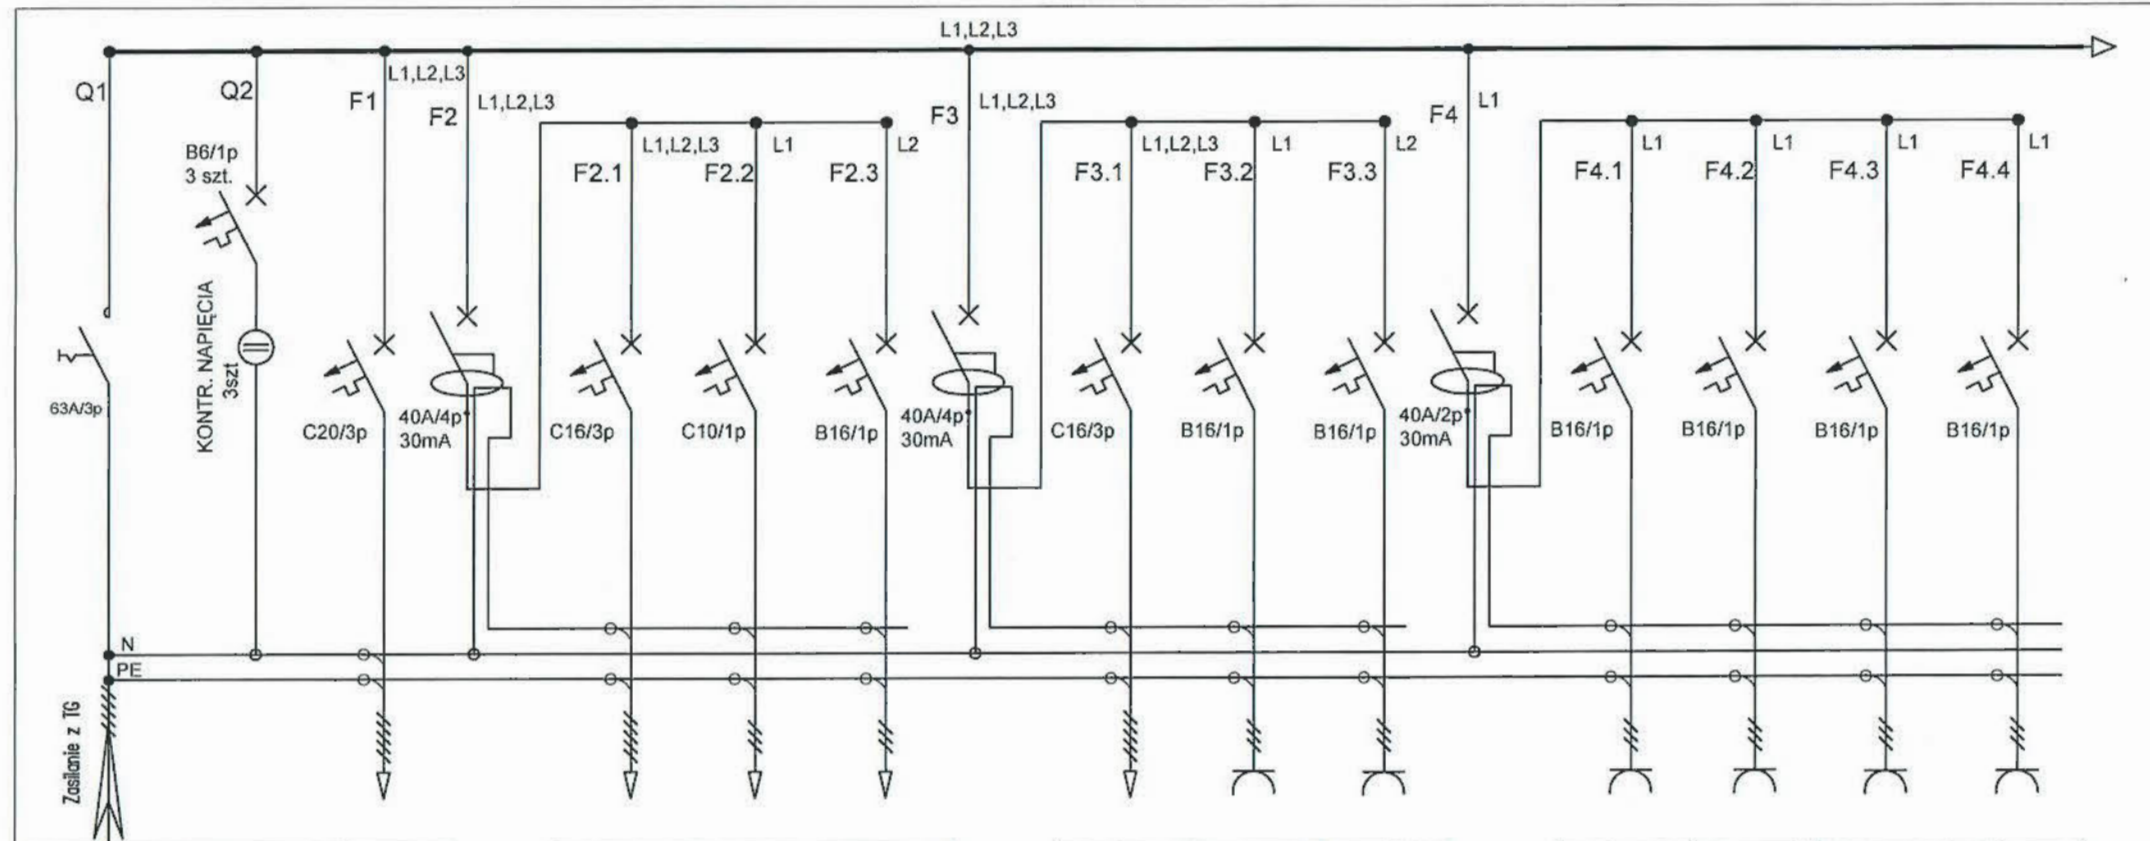 L1,L2,L3
Q1
Q2
F1
L1,L2,L3
F2
L1,L2,L3
F3
L1,L2,L3
F4
L1
B6/1p
3 szt.
L1,L2,L3
L1
L2
L1,L2,L3
L1
L2
L1
L1
L1
L1
F2.1
F2.2
F2.3
F3.1
F3.2
F3.3
F4.1
F4.2
F4.3
F4.4
KONTR. NAPIĘCIA
3szt
63A/3p
C20/3p
40A/4p
30mA
C16/3p
C10/1p
B16/1p
40A/4p
30mA
C16/3p
B16/1p
B16/1p
40A/2p
30mA
B16/1p
B16/1p
B16/1p
B16/1p
N
PE
Zasilanie z TG